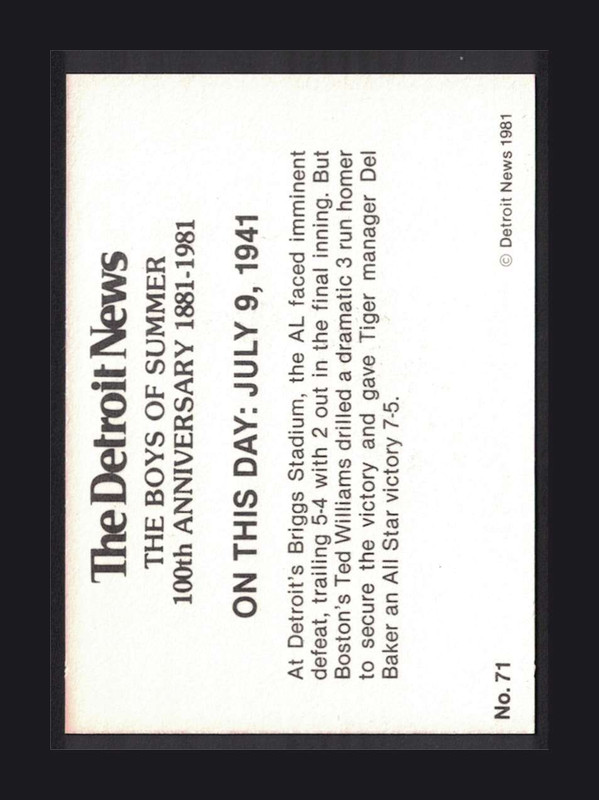 The Detroit News
THE BOYS OF SUMMER
100th ANNIVERSARY 1881-1981
ON THIS DAY: JULY 9, 1941
At Detroit's Briggs Stadium, the AL faced imminent
defeat, trailing 5-4 with 2 out in the final inning. But
Boston's Ted Williams drilled a dramatic 3 run homer
to secure the victory and gave Tiger manager Del
Baker an All Star victory 7-5.
No. 71
© Detroit News 1981